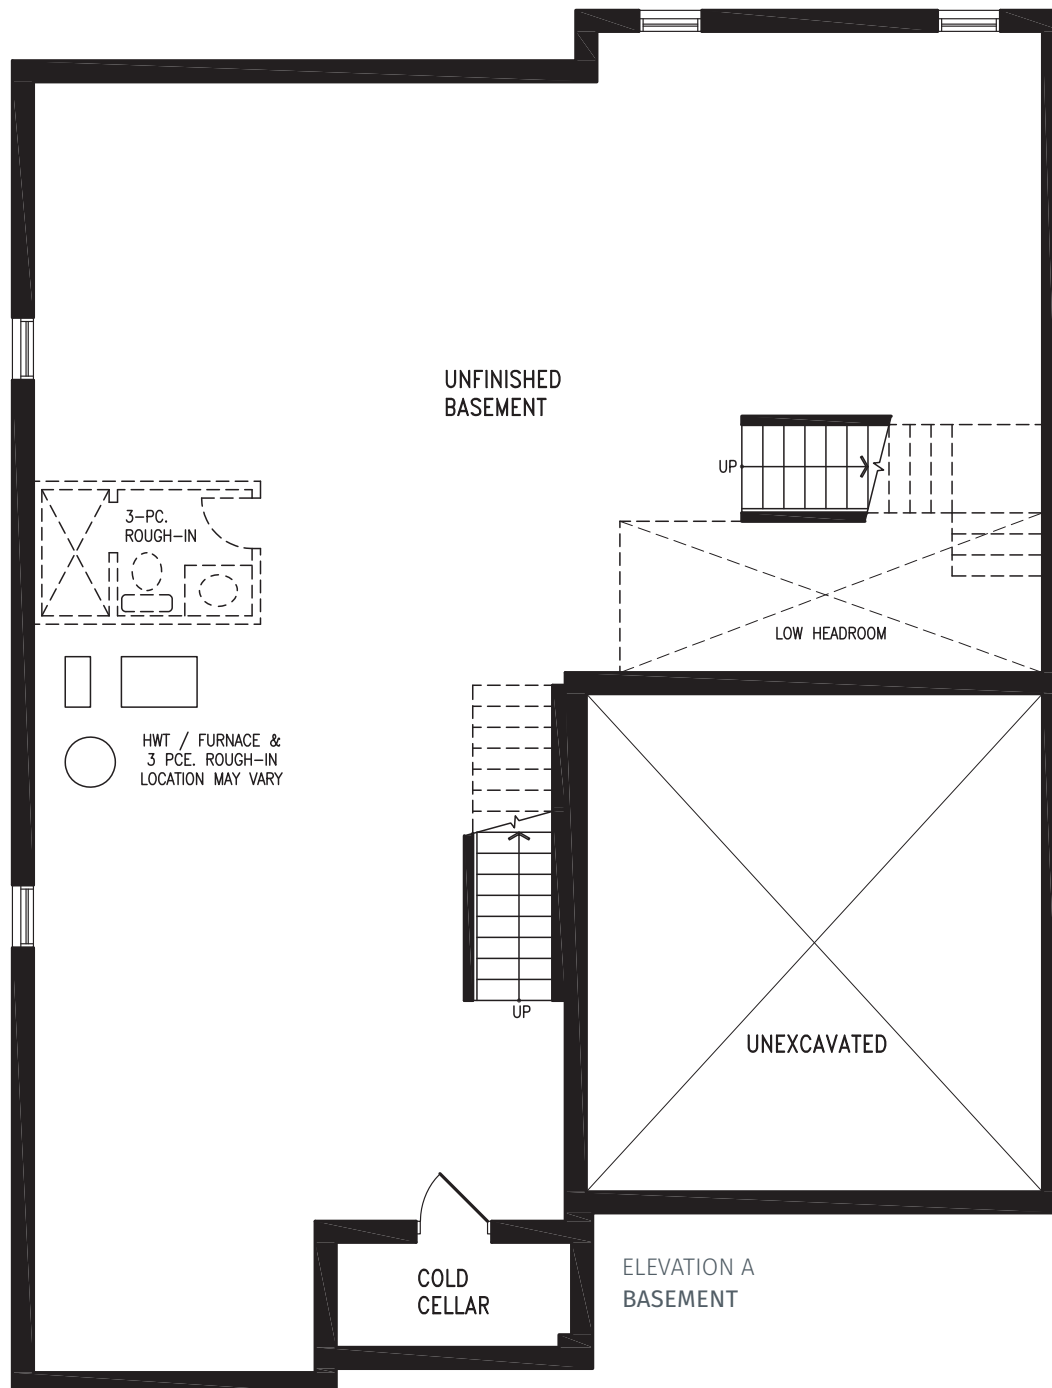 UNFINISHED
BASEMENT
UP
3-PC.
ROUGH-IN
LOW HEADROOM
HWT / FURNACE &
3 PCE. ROUGH-IN
LOCATION MAY VARY
UP
UNEXCAVATED
COLD
CELLAR
ELEVATION A
BASEMENT